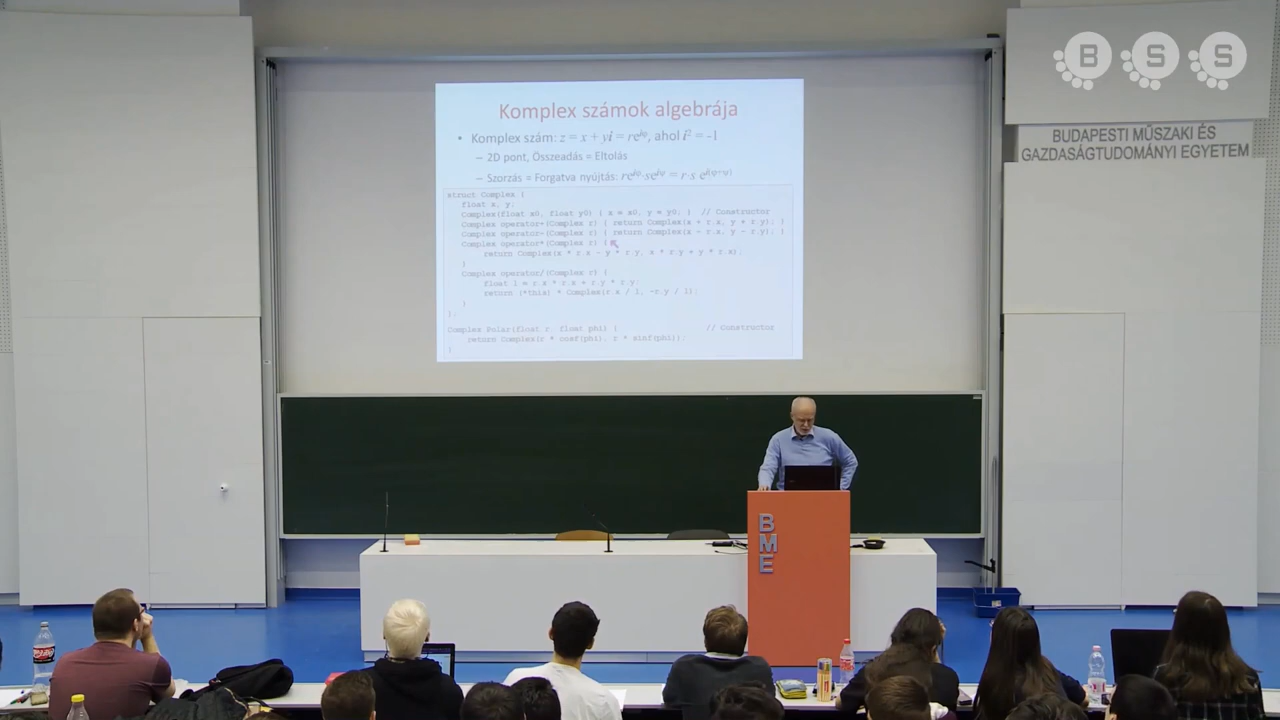 B S S
BUDAPESTI MŰSZAKI ÉS
GAZDASÁGTUDOMÁNYI EGYETEM
Komplex számok algebrája
• Komplex szám: z = x + yi = re^iφ, ahol i² = -1
– 2D pont, Összeadás = Eltolás
– Szorzás = Forgatva nyújtás: re^iφ·se^iψ = r·s e^i(φ+ψ)
struct Complex {
float x, y;
Complex(float x0, float y0) { x = x0, y = y0; } // Constructor
Complex operator+(Complex r) { return Complex(x + r.x, y + r.y); }
Complex operator-(Complex r) { return Complex(x - r.x, y - r.y); }
Complex operator*(Complex r) {
return Complex(x * r.x - y * r.y, x * r.y + y * r.x);
}
Complex operator/(Complex r) {
float l = r.x * r.x + r.y * r.y;
return (*this) * Complex(r.x / l, -r.y / l);
}
};
Complex Polar(float r, float phi) { // Constructor
return Complex(r * cosf(phi), r * sinf(phi));
}
BME